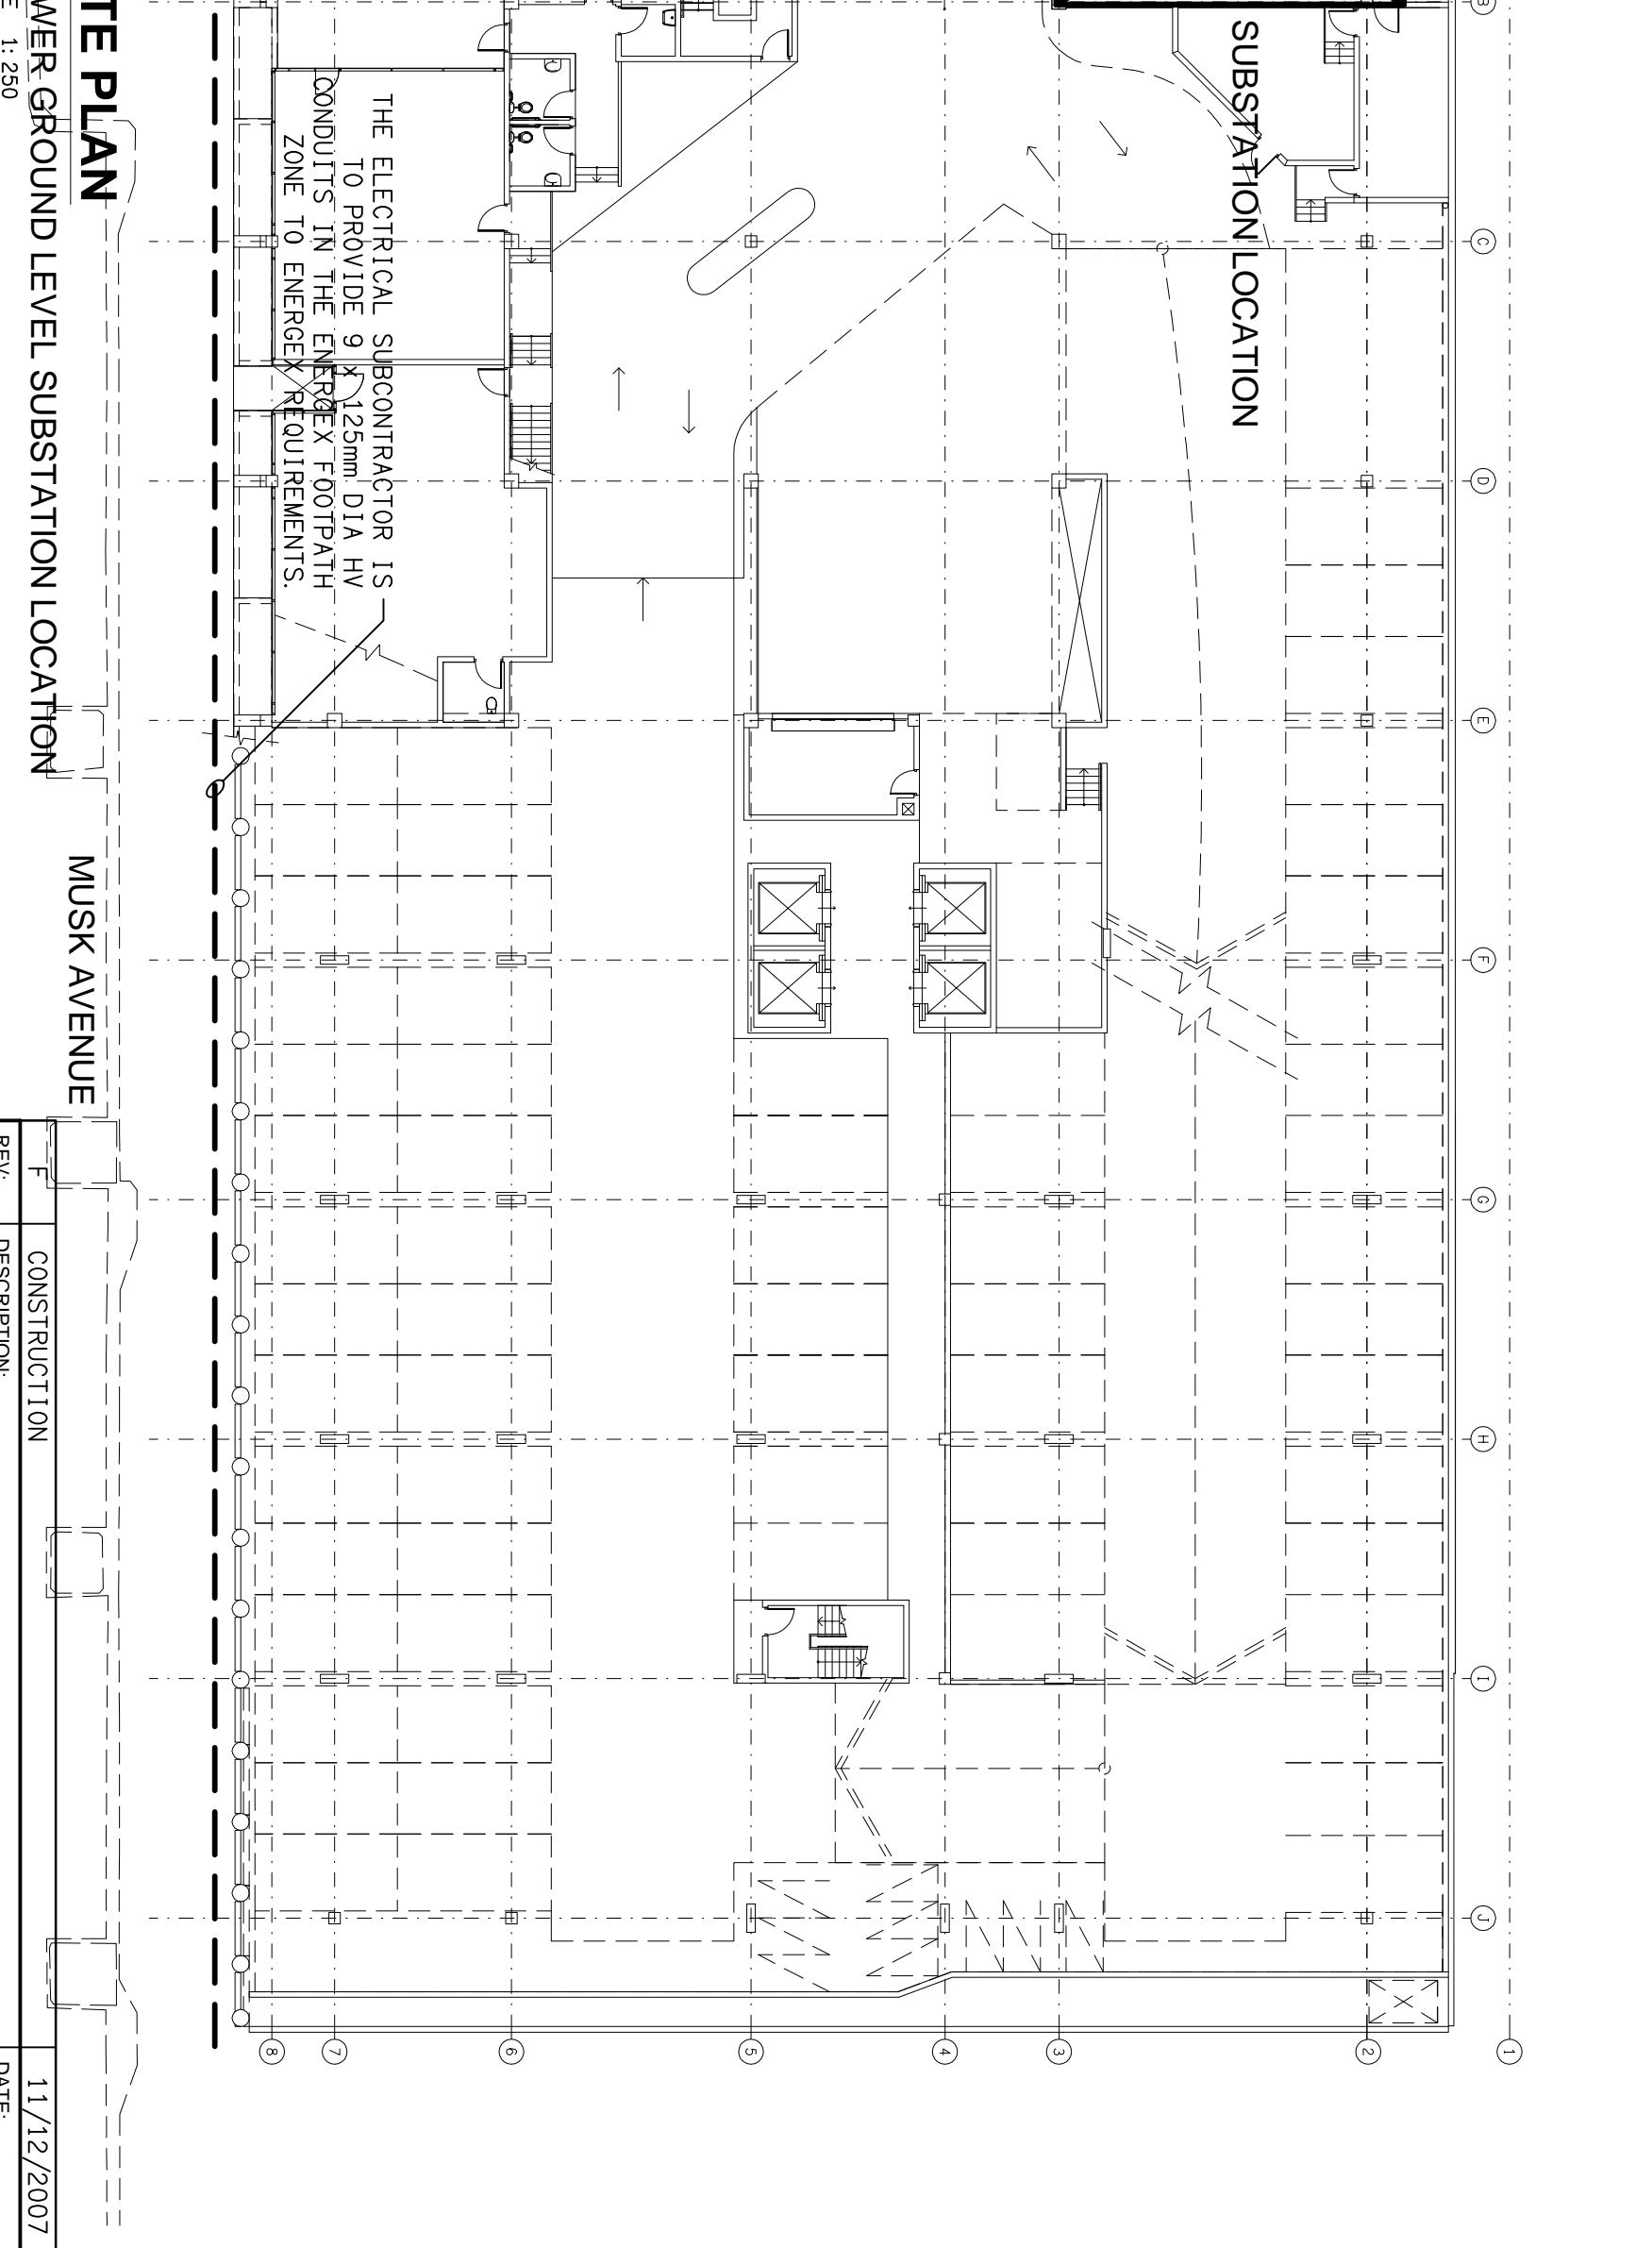 SUBSTATION LOCATION
B
C
D
E
F
G
H
I
J
1
2
3
4
5
6
7
8
THE ELECTRICAL SUBCONTRACTOR IS
TO PROVIDE 9 x 125mm DIA HV
CONDUITS IN THE ENERGEX FOOTPATH
ZONE TO ENERGEX REQUIREMENTS.
TE PLAN
WER GROUND LEVEL SUBSTATION LOCATION
E 1:250
MUSK AVENUE
F CONSTRUCTION 11/12/2007
REV: DESCRIPTION: DATE: